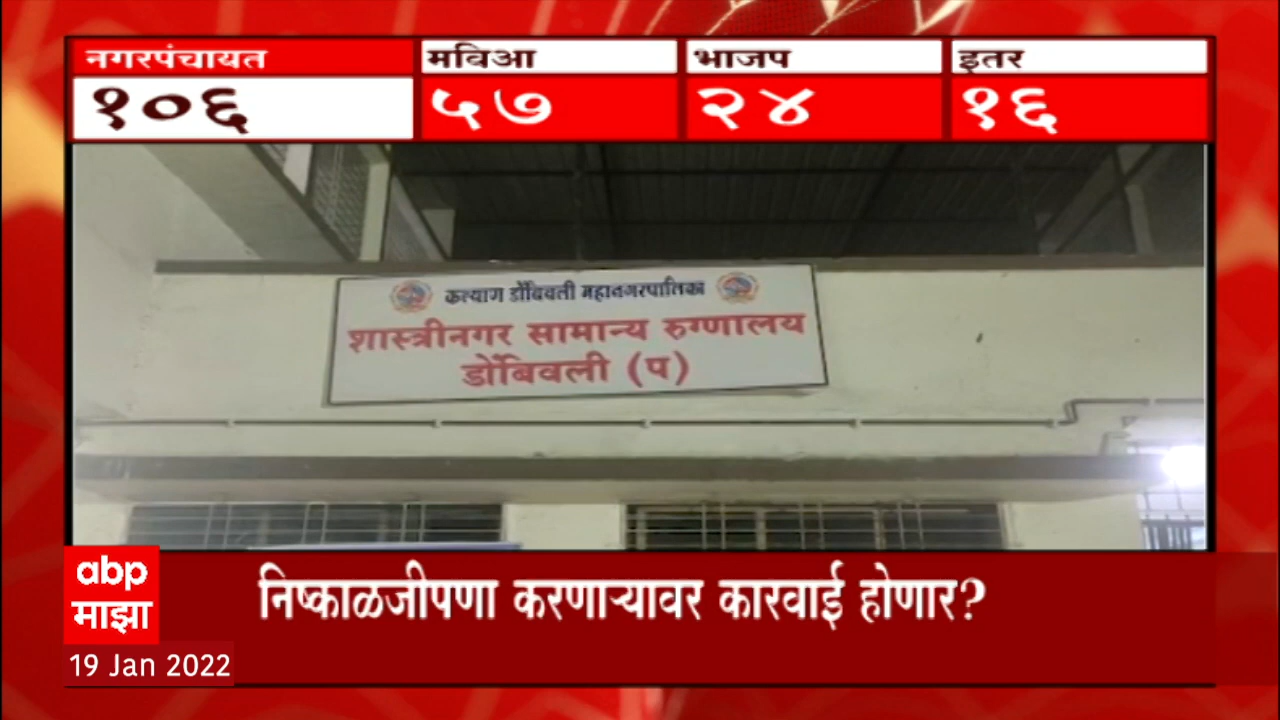 नगरपंचायत मविआ भाजप इतर
१०६ ५७ २४ १६
कल्याण डोंबिवली महानगरपालिका
शास्त्रीनगर सामान्य रुग्णालय
डोंबिवली (प)
abp
माझा
निष्काळजीपणा करणाऱ्यावर कारवाई होणार?
19 Jan 2022